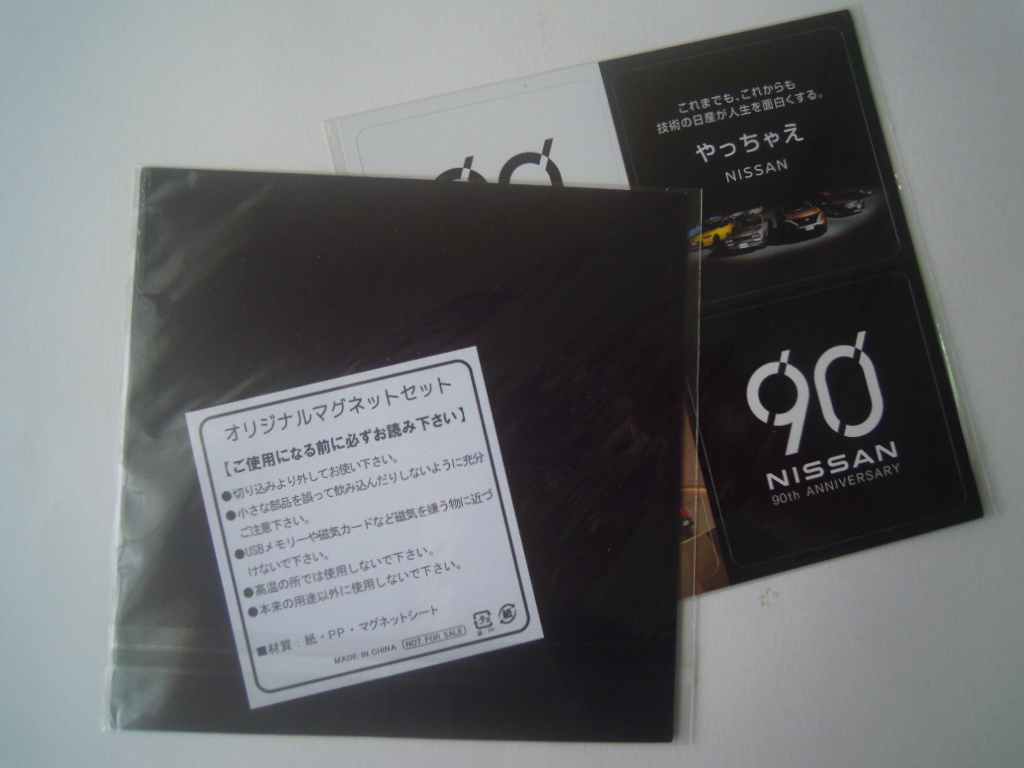 90
これまでも、これからも
技術の日産が人生を面白くする。
やっちゃえ
NISSAN
90
NISSAN
90th ANNIVERSARY
オリジナルマグネットセット
【ご使用になる前に必ずお読み下さい】
●切り込みより外してお使い下さい。
●小さな部品を誤って飲み込んだりしないように充分
ご注意下さい。
●USBメモリーや磁気カードなど磁気を嫌う物に近づ
けないで下さい。
●高温の所では使用しないで下さい。
●本来の用途以外に使用しないで下さい。
■材質：紙・PP・マグネットシート
MADE IN CHINA NOT FOR SALE
プラ 紙